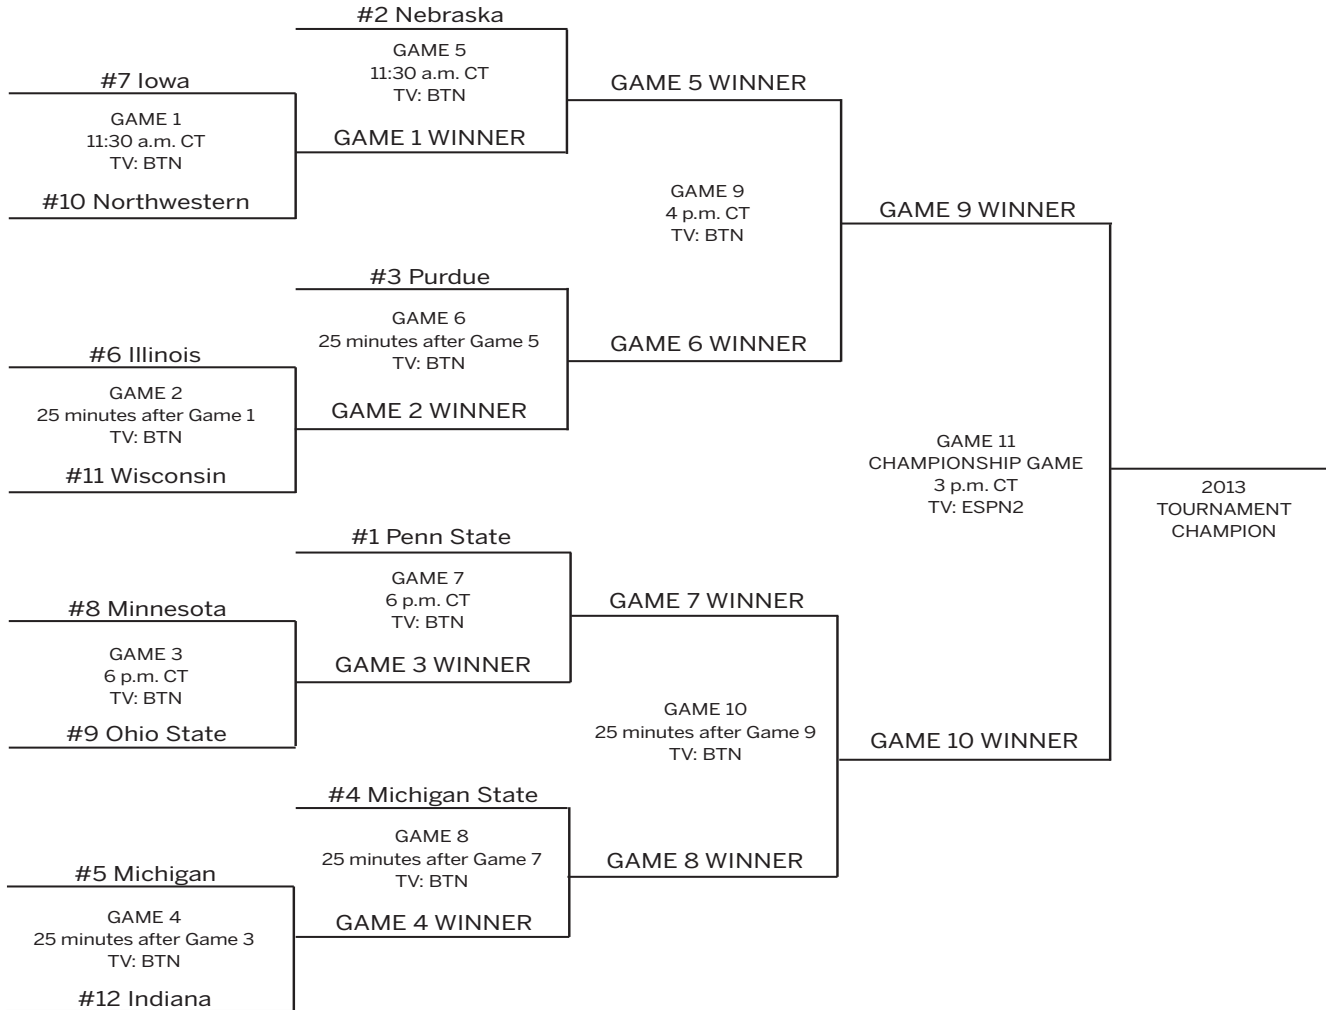 #2 Nebraska
GAME 5
11:30 a.m. CT
TV: BTN
#7 Iowa
GAME 1
11:30 a.m. CT
TV: BTN
GAME 1 WINNER
#10 Northwestern
GAME 5 WINNER
GAME 9
4 p.m. CT
TV: BTN
GAME 9 WINNER
#3 Purdue
GAME 6
25 minutes after Game 5
TV: BTN
GAME 6 WINNER
#6 Illinois
GAME 2
25 minutes after Game 1
TV: BTN
GAME 2 WINNER
#11 Wisconsin
GAME 11
CHAMPIONSHIP GAME
3 p.m. CT
TV: ESPN2
2013
TOURNAMENT
CHAMPION
#1 Penn State
GAME 7
6 p.m. CT
TV: BTN
GAME 7 WINNER
#8 Minnesota
GAME 3
6 p.m. CT
TV: BTN
GAME 3 WINNER
#9 Ohio State
GAME 10
25 minutes after Game 9
TV: BTN
GAME 10 WINNER
#4 Michigan State
GAME 8
25 minutes after Game 7
TV: BTN
GAME 8 WINNER
#5 Michigan
GAME 4
25 minutes after Game 3
TV: BTN
GAME 4 WINNER
#12 Indiana